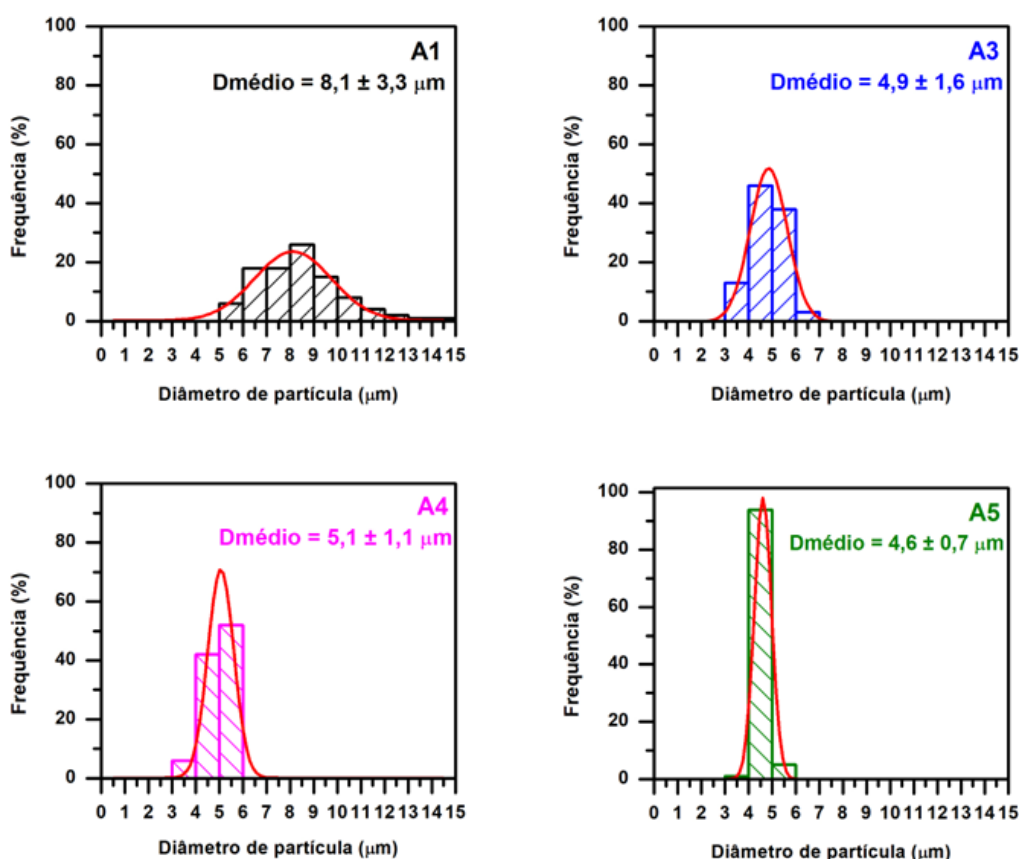 100
80
60
40
20
0
Frequência (%)
A1
Dmédio = 8,1 ± 3,3 μm
0 1 2 3 4 5 6 7 8 9 10 11 12 13 14 15
Diâmetro de partícula (μm)
100
80
60
40
20
0
Frequência (%)
A3
Dmédio = 4,9 ± 1,6 μm
0 1 2 3 4 5 6 7 8 9 10 11 12 13 14 15
Diâmetro de partícula (μm)
100
80
60
40
20
0
Frequência (%)
A4
Dmédio = 5,1 ± 1,1 μm
0 1 2 3 4 5 6 7 8 9 10 11 12 13 14 15
Diâmetro de partícula (μm)
100
80
60
40
20
0
Frequência (%)
A5
Dmédio = 4,6 ± 0,7 μm
0 1 2 3 4 5 6 7 8 9 10 11 12 13 14 15
Diâmetro de partícula (μm)